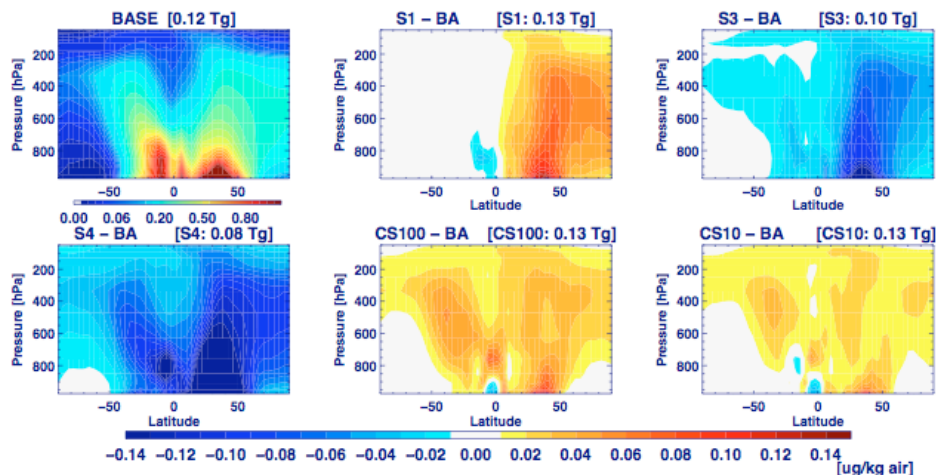 BASE [0.12 Tg]
S1 – BA [S1: 0.13 Tg]
S3 – BA [S3: 0.10 Tg]
Pressure [hPa]
200
400
600
800
−50 0 50
Latitude
0.00 0.06 0.20 0.50 0.80
Pressure [hPa]
200
400
600
800
−50 0 50
Latitude
Pressure [hPa]
200
400
600
800
−50 0 50
Latitude
S4 – BA [S4: 0.08 Tg]
CS100 – BA [CS100: 0.13 Tg]
CS10 – BA [CS10: 0.13 Tg]
Pressure [hPa]
200
400
600
800
−50 0 50
Latitude
Pressure [hPa]
200
400
600
800
−50 0 50
Latitude
Pressure [hPa]
200
400
600
800
−50 0 50
Latitude
−0.14 −0.12 −0.10 −0.08 −0.06 −0.04 −0.02 0.00 0.02 0.04 0.06 0.08 0.10 0.12 0.14
[ug/kg air]